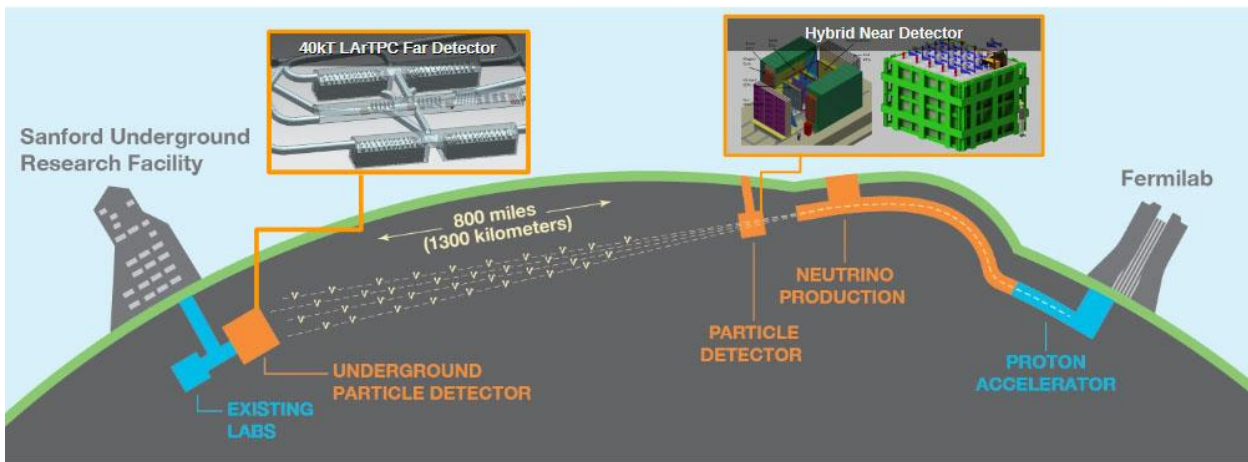 40kT LArTPC Far Detector
Hybrid Near Detector
Sanford Underground
Research Facility
Fermilab
800 miles
(1300 kilometers)
NEUTRINO
PRODUCTION
PARTICLE
DETECTOR
PROTON
ACCELERATOR
UNDERGROUND
PARTICLE DETECTOR
EXISTING
LABS